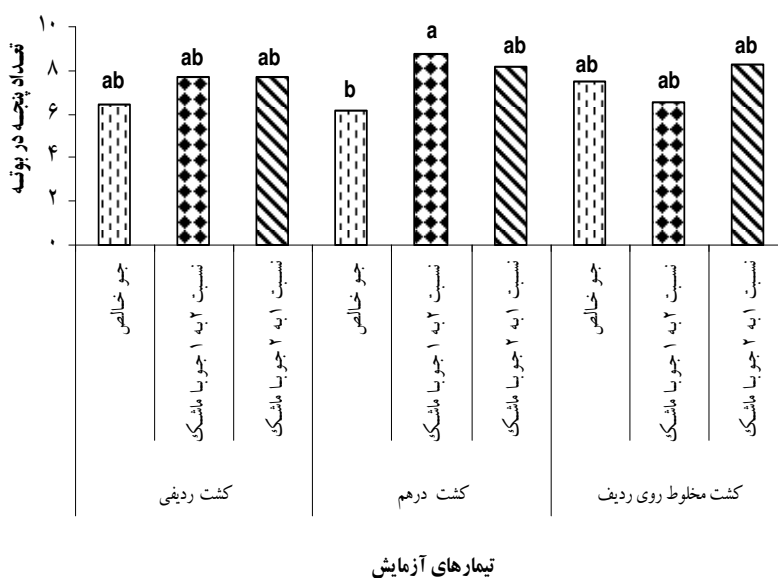 تعداد پنجه در بوته
۱۰
۸
۶
۴
۲
۰
ab
ab
ab
b
a
ab
ab
ab
ab
جو خالص
نسبت ۲ به ۱ جو با ماشک
نسبت ۱ به ۲ جو با ماشک
جو خالص
نسبت ۲ به ۱ جو با ماشک
نسبت ۱ به ۲ جو با ماشک
جو خالص
نسبت ۲ به ۱ جو با ماشک
نسبت ۱ به ۲ جو با ماشک
کشت ردیفی
کشت درهم
کشت مخلوط روی ردیف
تیمارهای آزمایش